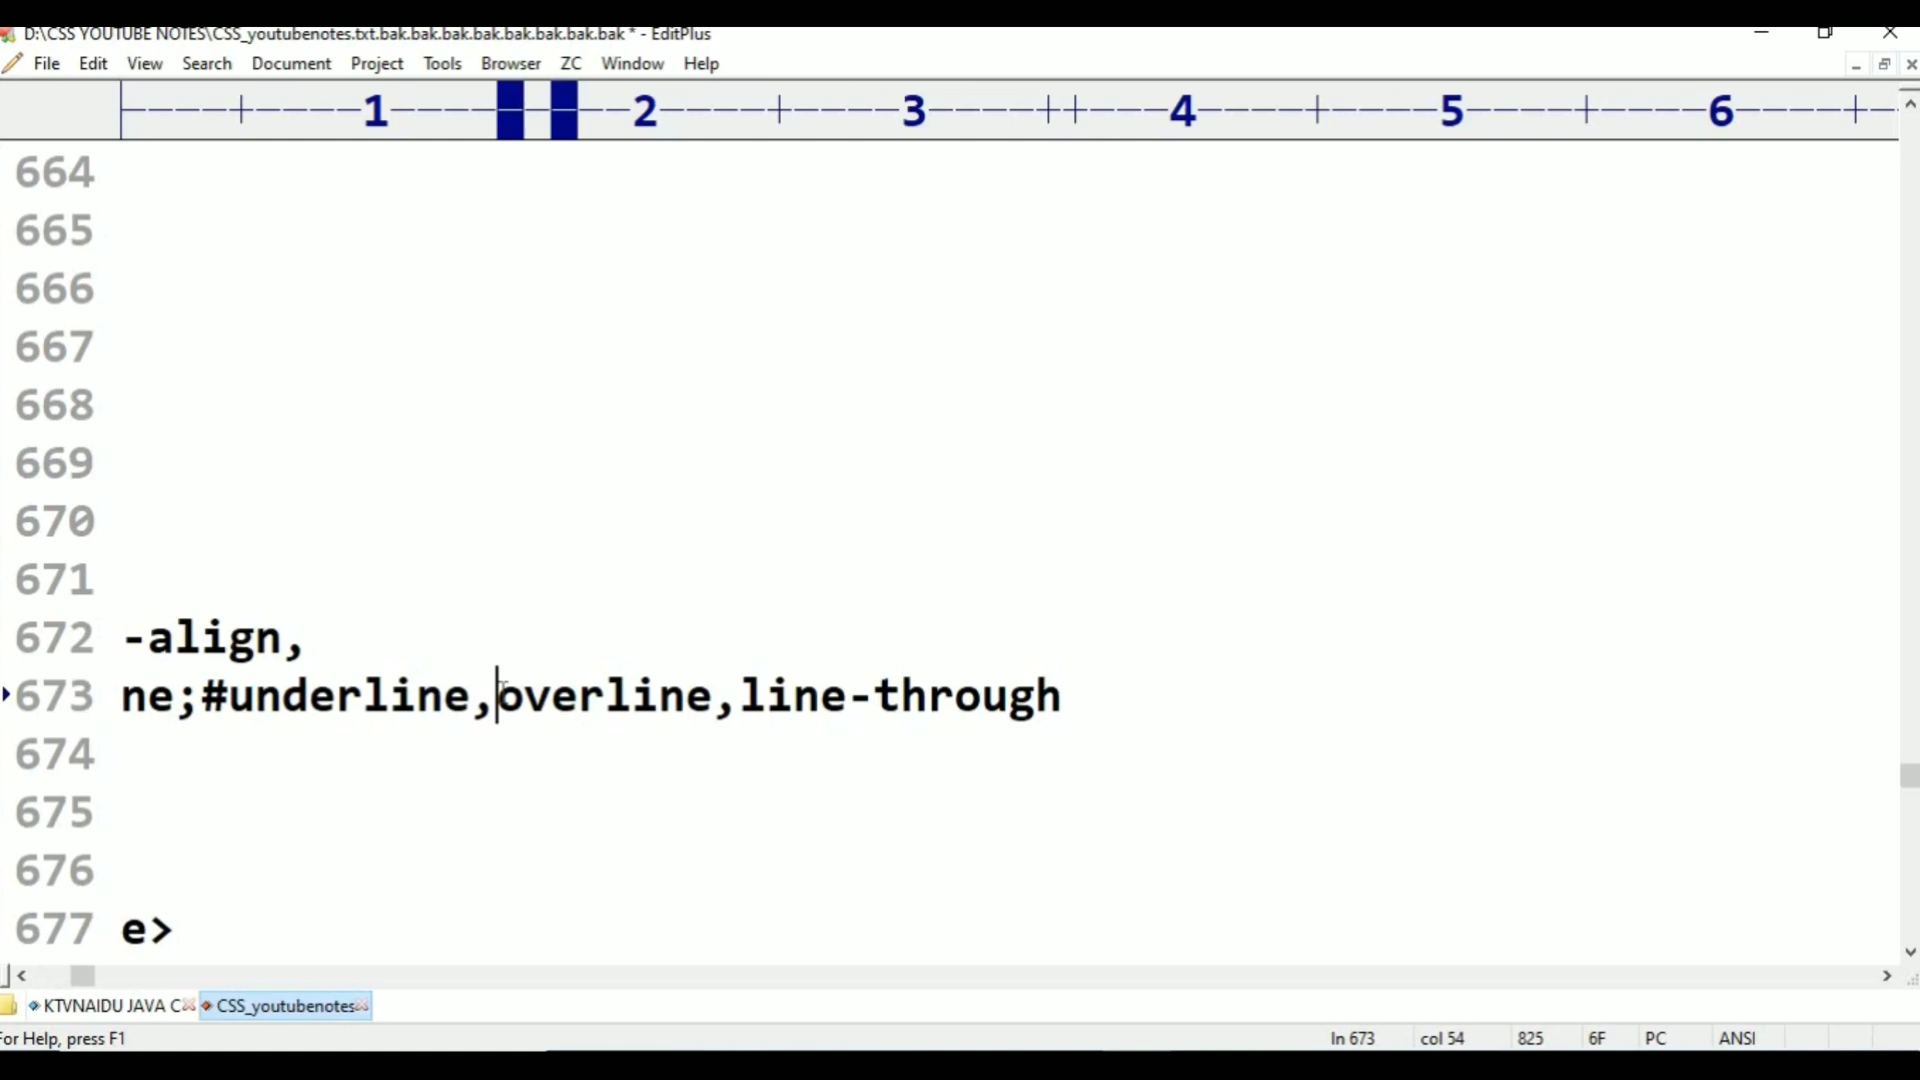 D:\CSS YOUTUBE NOTES\CSS_youtubenotes.txt.bak.bak.bak.bak.bak.bak.bak.bak * - EditPlus
File Edit View Search Document Project Tools Browser ZC Window Help
1 2 3 4 5 6
664
665
666
667
668
669
670
671
672 -align,
673 ne;#underline,overline,line-through
674
675
676
677 e>
KTVNAIDU JAVA C CSS_youtubenotes
For Help, press F1 ln 673 col 54 825 6F PC ANSI